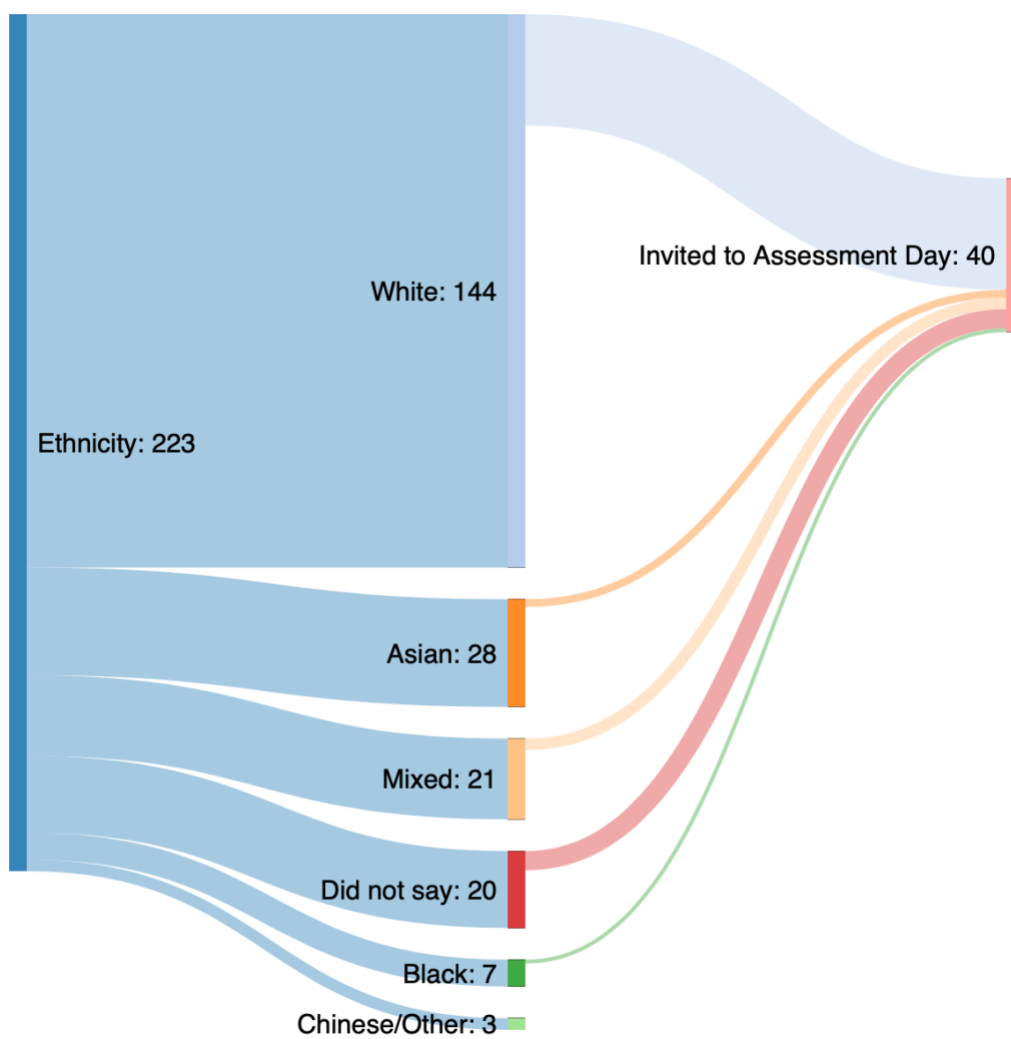 Invited to Assessment Day: 40
White: 144
Ethnicity: 223
Asian: 28
Mixed: 21
Did not say: 20
Black: 7
Chinese/Other: 3